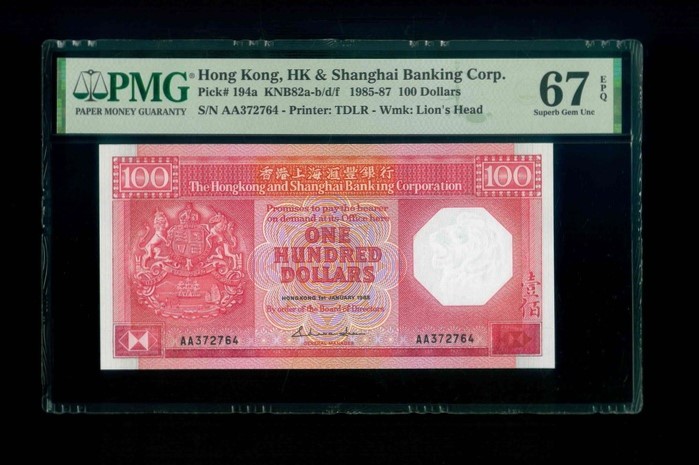 PMG
PAPER MONEY GUARANTY
Hong Kong, HK & Shanghai Banking Corp.
Pick# 194a KNB82a-b/d/f 1985-87 100 Dollars
S/N AA372764 - Printer: TDLR - Wmk: Lion's Head
67 EPQ
Superb Gem Unc
100
香港上海滙豐銀行
100
The Hongkong and Shanghai Banking Corporation
Promises to pay the bearer
on demand at its Office here
ONE
HUNDRED
DOLLARS
HONGKONG 1st JANUARY 1985
By order of the Board of Directors
壹佰
AA372764
AA372764
GENERAL MANAGER